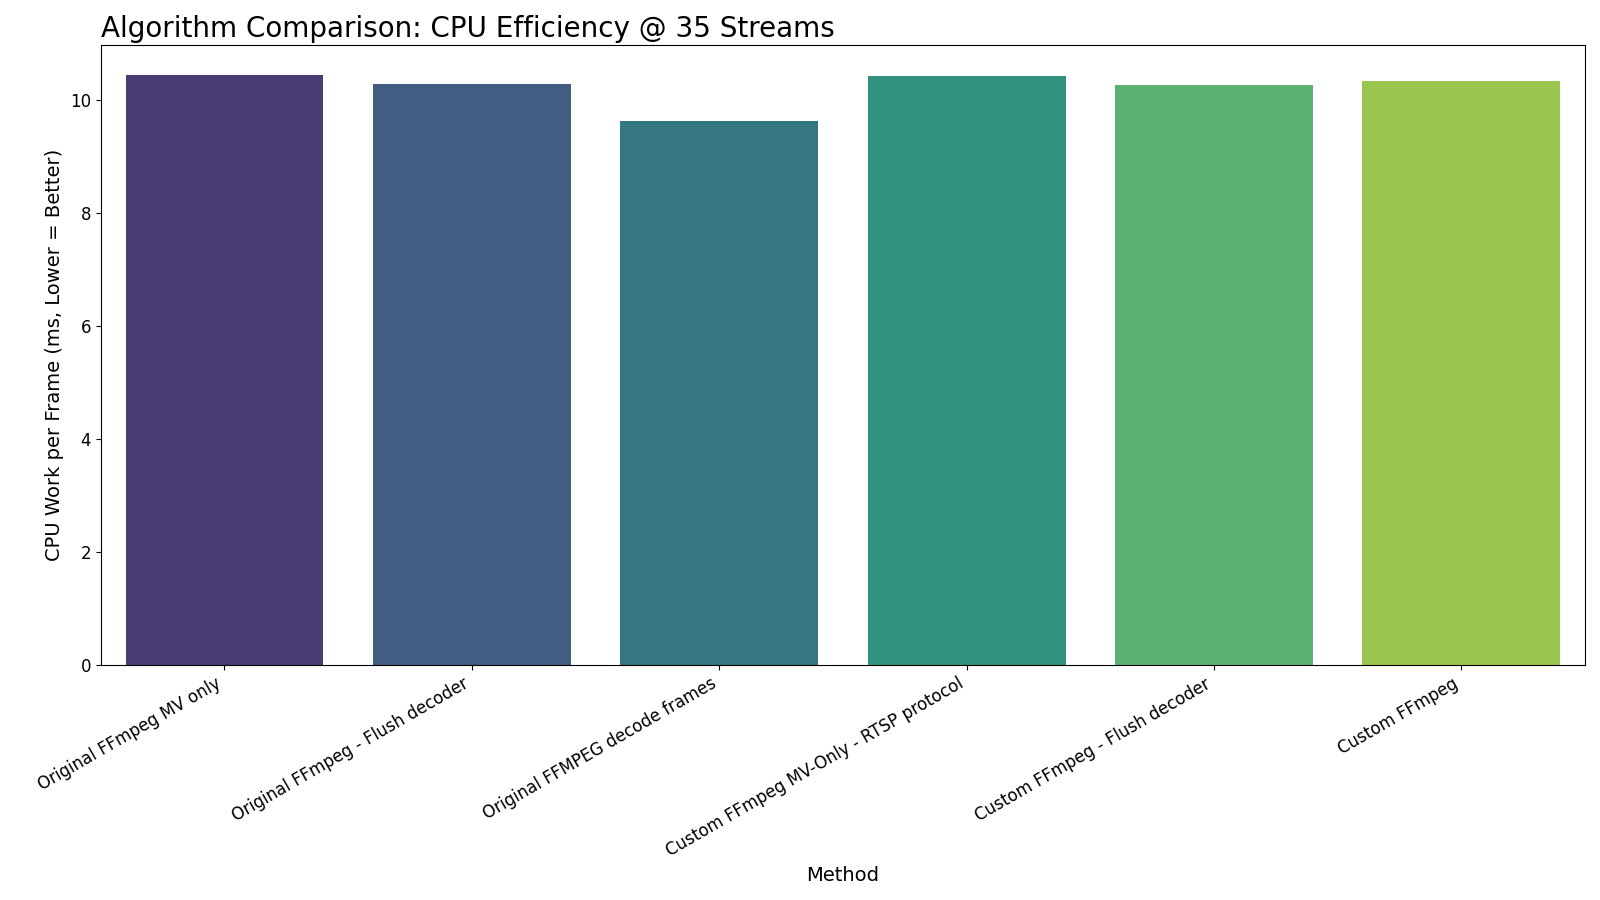 Algorithm Comparison: CPU Efficiency @ 35 Streams
CPU Work per Frame (ms, Lower = Better)
10
8
6
4
2
0
Original FFmpeg MV only
Original FFmpeg - Flush decoder
Original FFMPEG decode frames
Custom FFmpeg MV-Only - RTSP protocol
Custom FFmpeg - Flush decoder
Custom FFmpeg
Method